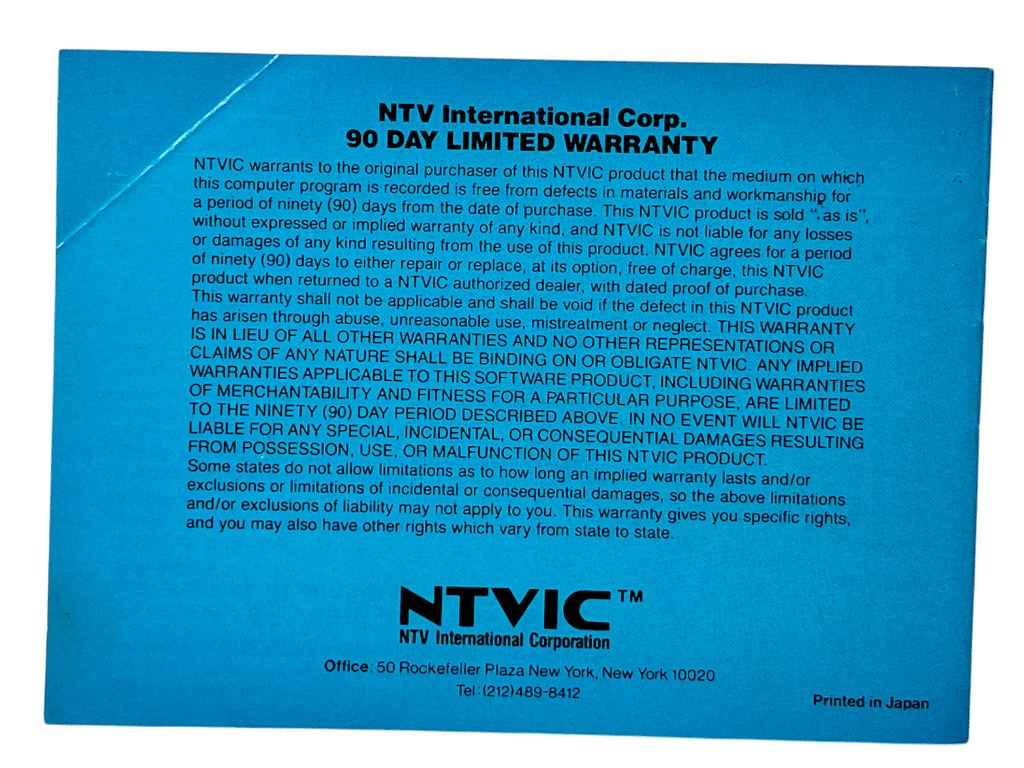 NTV International Corp.
90 DAY LIMITED WARRANTY
NTVIC warrants to the original purchaser of this NTVIC product that the medium on which
this computer program is recorded is free from defects in materials and workmanship for
a period of ninety (90) days from the date of purchase. This NTVIC product is sold "as is",
without expressed or implied warranty of any kind, and NTVIC is not liable for any losses
or damages of any kind resulting from the use of this product. NTVIC agrees for a period
of ninety (90) days to either repair or replace, at its option, free of charge, this NTVIC
product when returned to a NTVIC authorized dealer, with dated proof of purchase.
This warranty shall not be applicable and shall be void if the defect in this NTVIC product
has arisen through abuse, unreasonable use, mistreatment or neglect. THIS WARRANTY
IS IN LIEU OF ALL OTHER WARRANTIES AND NO OTHER REPRESENTATIONS OR
CLAIMS OF ANY NATURE SHALL BE BINDING ON OR OBLIGATE NTVIC. ANY IMPLIED
WARRANTIES APPLICABLE TO THIS SOFTWARE PRODUCT, INCLUDING WARRANTIES
OF MERCHANTABILITY AND FITNESS FOR A PARTICULAR PURPOSE, ARE LIMITED
TO THE NINETY (90) DAY PERIOD DESCRIBED ABOVE. IN NO EVENT WILL NTVIC BE
LIABLE FOR ANY SPECIAL, INCIDENTAL, OR CONSEQUENTIAL DAMAGES RESULTING
FROM POSSESSION, USE, OR MALFUNCTION OF THIS NTVIC PRODUCT.
Some states do not allow limitations as to how long an implied warranty lasts and/or
exclusions or limitations of incidental or consequential damages, so the above limitations
and/or exclusions of liability may not apply to you. This warranty gives you specific rights,
and you may also have other rights which vary from state to state.
NTVIC™
NTV International Corporation
Office: 50 Rockefeller Plaza New York, New York 10020
Tel:(212)489-8412
Printed in Japan